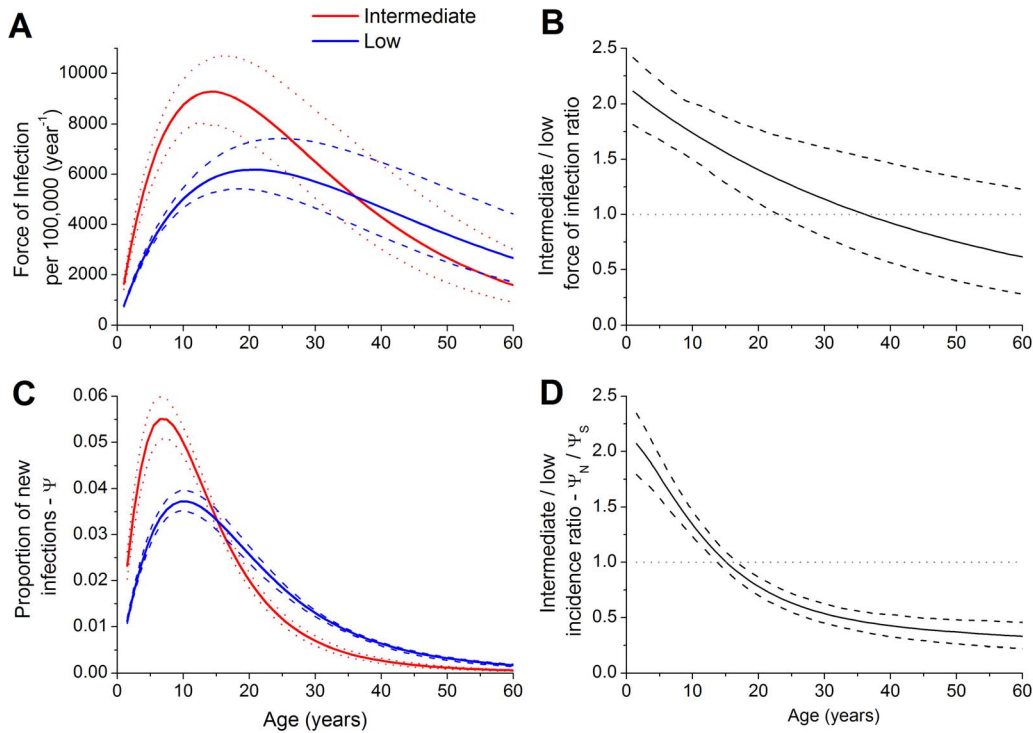 Intermediate
Low
A
Force of Infection
per 100,000 (year⁻¹)
10000
8000
6000
4000
2000
0
0 10 20 30 40 50 60
B
Intermediate / low
force of infection ratio
2.5
2.0
1.5
1.0
0.5
0.0
0 10 20 30 40 50 60
C
Proportion of new
infections - Ψ
0.06
0.05
0.04
0.03
0.02
0.01
0.00
0 10 20 30 40 50 60
Age (years)
D
Intermediate / low
incidence ratio - Ψ_N / Ψ_S
2.5
2.0
1.5
1.0
0.5
0.0
0 10 20 30 40 50 60
Age (years)